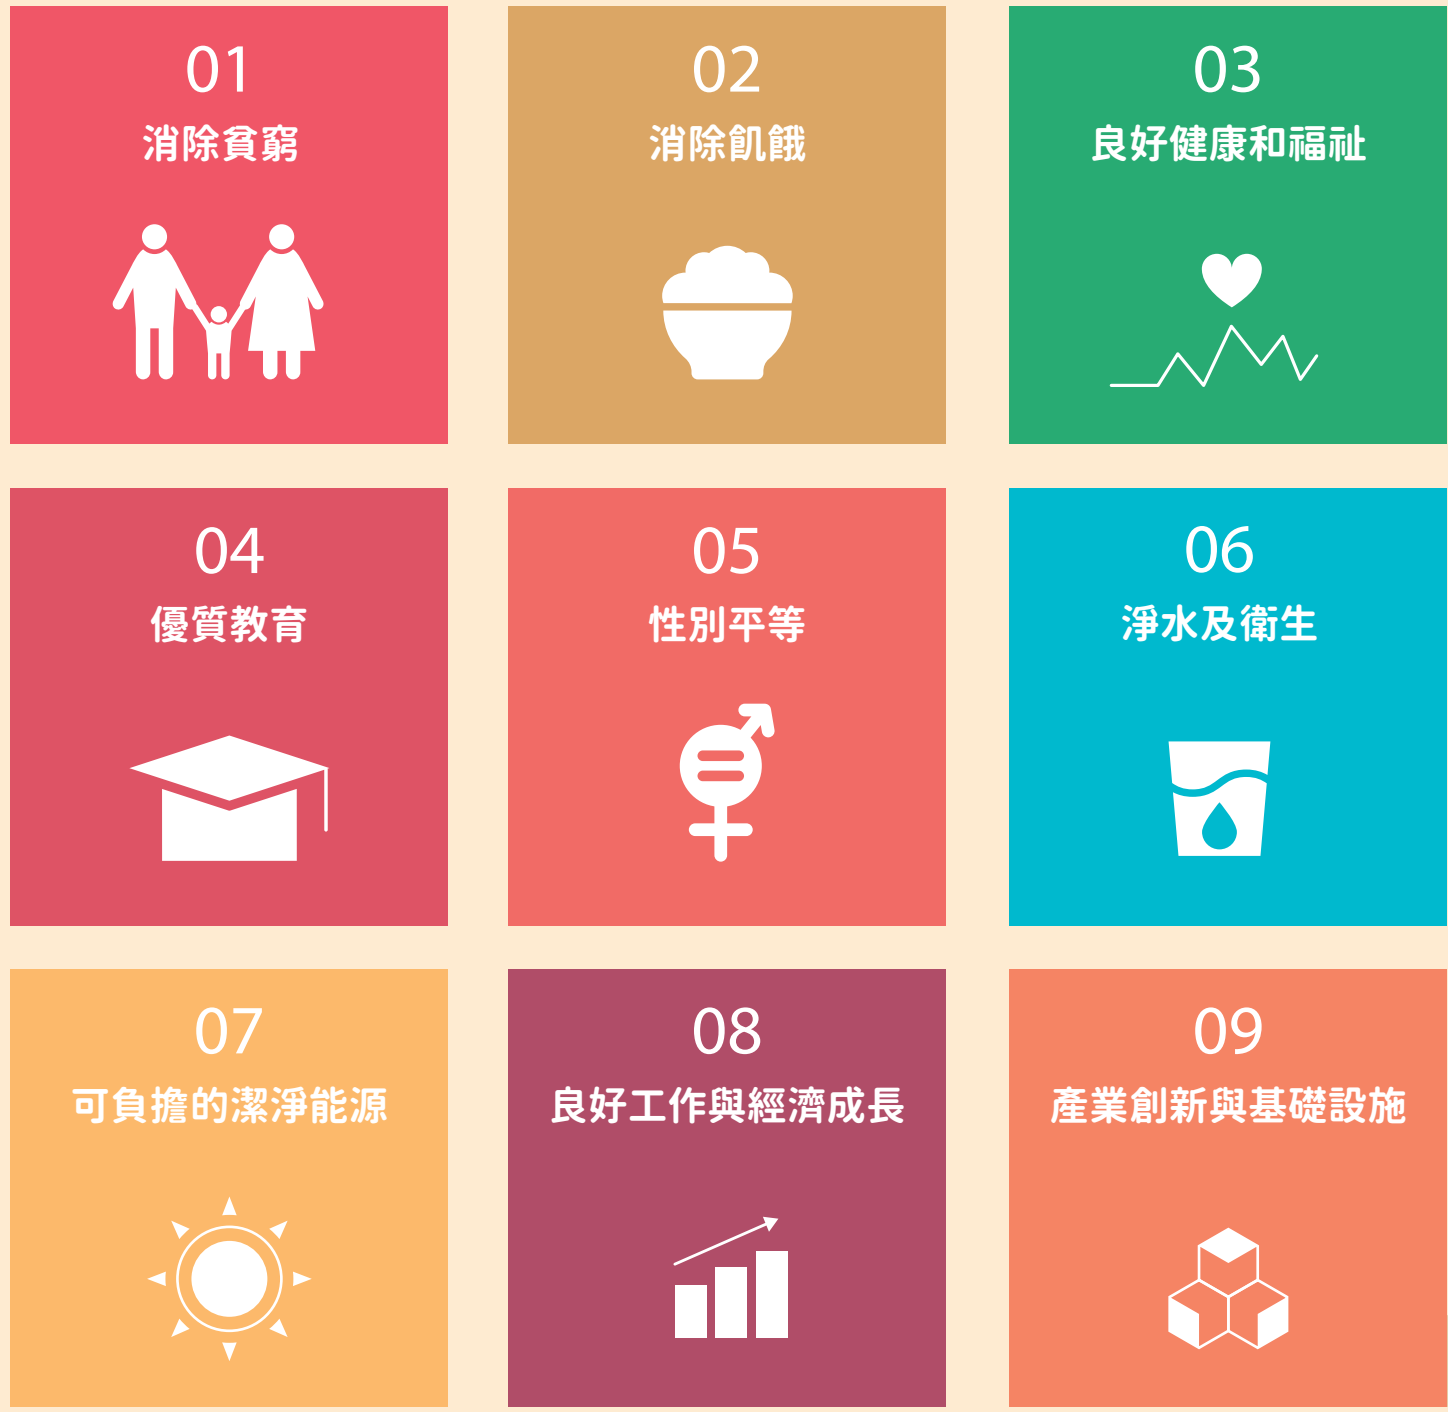 01
消除貧窮
02
消除飢餓
03
良好健康和福祉
04
優質教育
05
性別平等
06
淨水及衛生
07
可負擔的潔淨能源
08
良好工作與經濟成長
09
產業創新與基礎設施